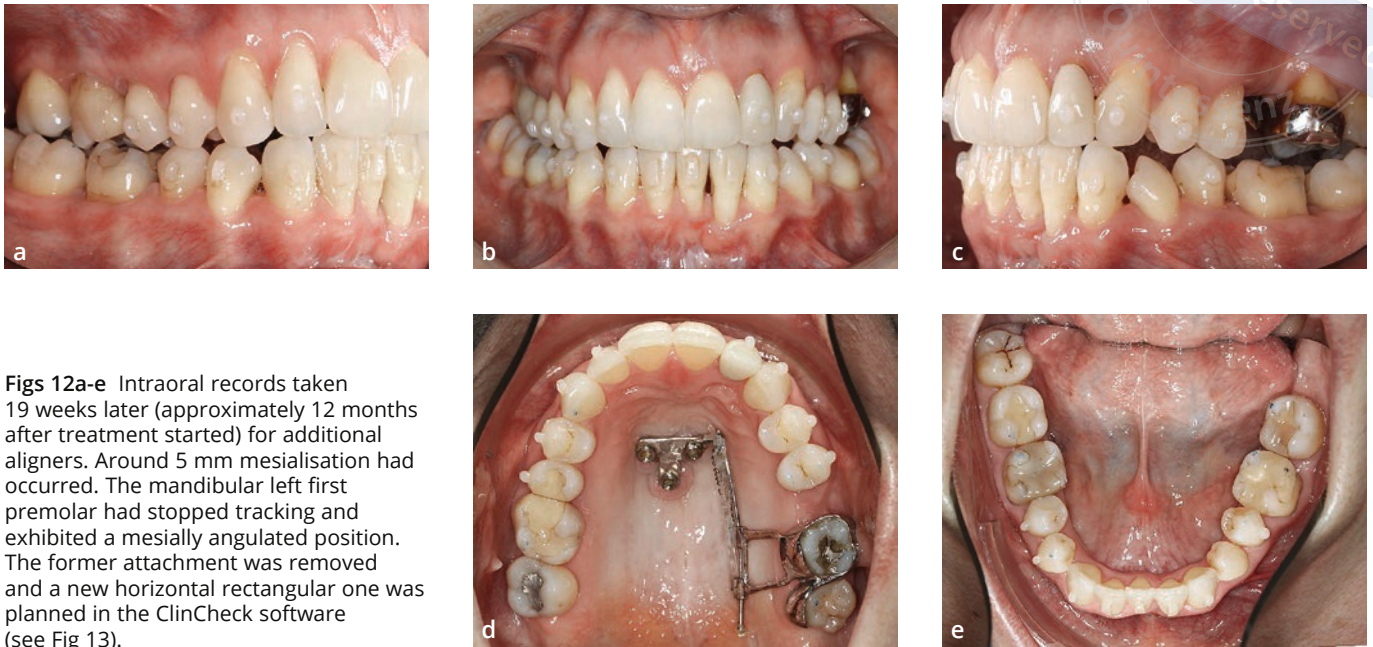 a
b
c
Figs 12a-e Intraoral records taken
19 weeks later (approximately 12 months
after treatment started) for additional
aligners. Around 5 mm mesialisation had
occurred. The mandibular left first
premolar had stopped tracking and
exhibited a mesially angulated position.
The former attachment was removed
and a new horizontal rectangular one was
planned in the ClinCheck software
(see Fig 13).
d
e